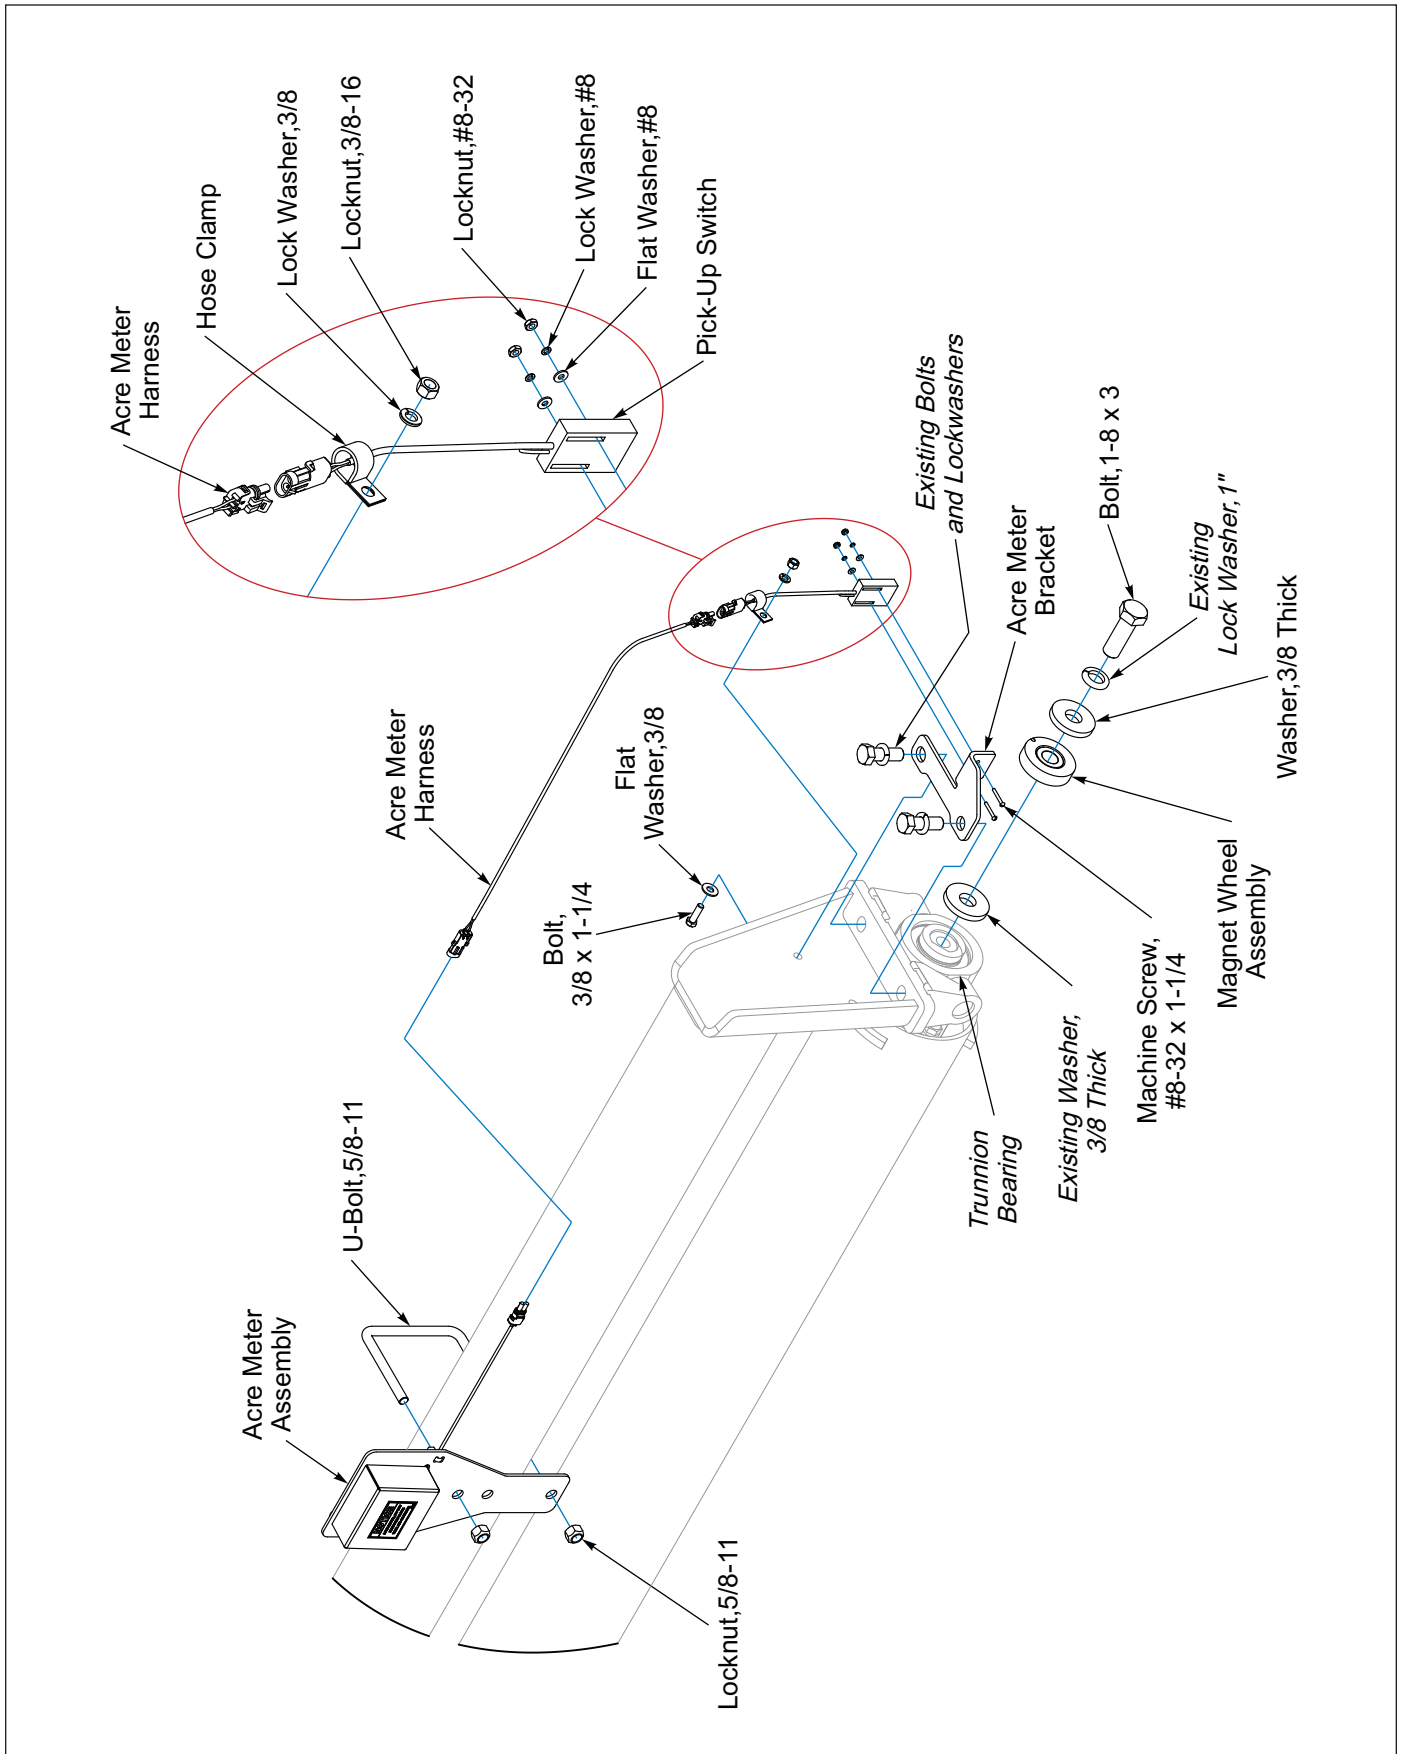 Acre Meter
Harness
Hose Clamp
Lock Washer,3/8
Locknut,3/8-16
Locknut,#8-32
Lock Washer,#8
Flat Washer,#8
Pick-Up Switch
Acre Meter
Harness
Flat
Washer,3/8
Bolt,
3/8 x 1-1/4
Existing Bolts
and Lockwashers
Acre Meter
Bracket
Bolt,1-8 x 3
Existing
Lock Washer,1"
Washer,3/8 Thick
Magnet Wheel
Assembly
Machine Screw,
#8-32 x 1-1/4
Existing Washer,
3/8 Thick
Trunnion
Bearing
U-Bolt,5/8-11
Acre Meter
Assembly
Locknut,5/8-11